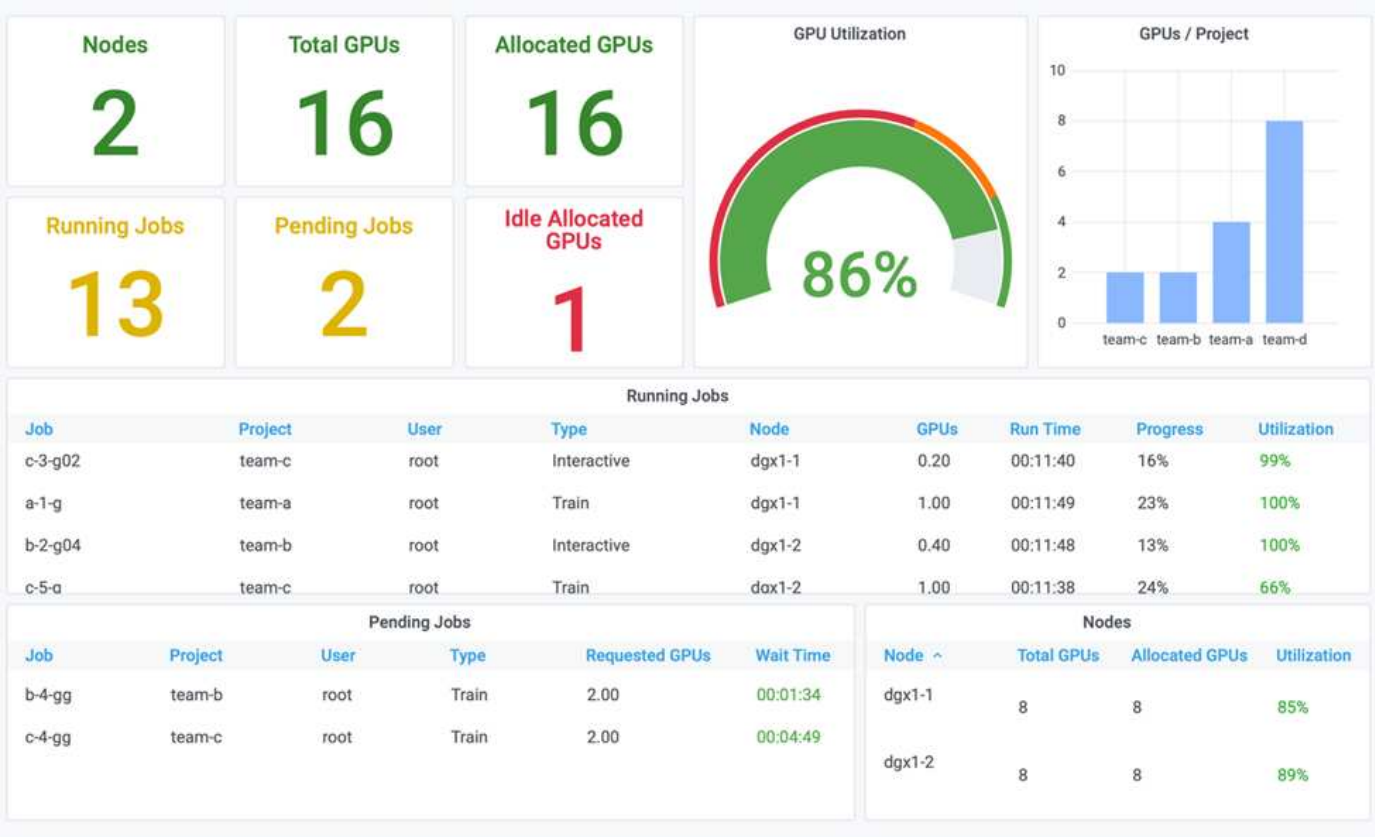 Nodes
2
Total GPUs
16
Allocated GPUs
16
Running Jobs
13
Pending Jobs
2
Idle Allocated
GPUs
1
GPU Utilization
86%
GPUs / Project
10
8
6
4
2
0
team-c team-b team-a team-d
Running Jobs
Job Project User Type Node GPUs Run Time Progress Utilization
c-3-g02 team-c root Interactive dgx1-1 0.20 00:11:40 16% 99%
a-1-g team-a root Train dgx1-1 1.00 00:11:49 23% 100%
b-2-g04 team-b root Interactive dgx1-2 0.40 00:11:48 13% 100%
c-5-g team-c root Train dgx1-2 1.00 00:11:38 24% 66%
Pending Jobs
Job Project User Type Requested GPUs Wait Time
b-4-gg team-b root Train 2.00 00:01:34
c-4-gg team-c root Train 2.00 00:04:49
Nodes
Node ^ Total GPUs Allocated GPUs Utilization
dgx1-1 8 8 85%
dgx1-2 8 8 89%